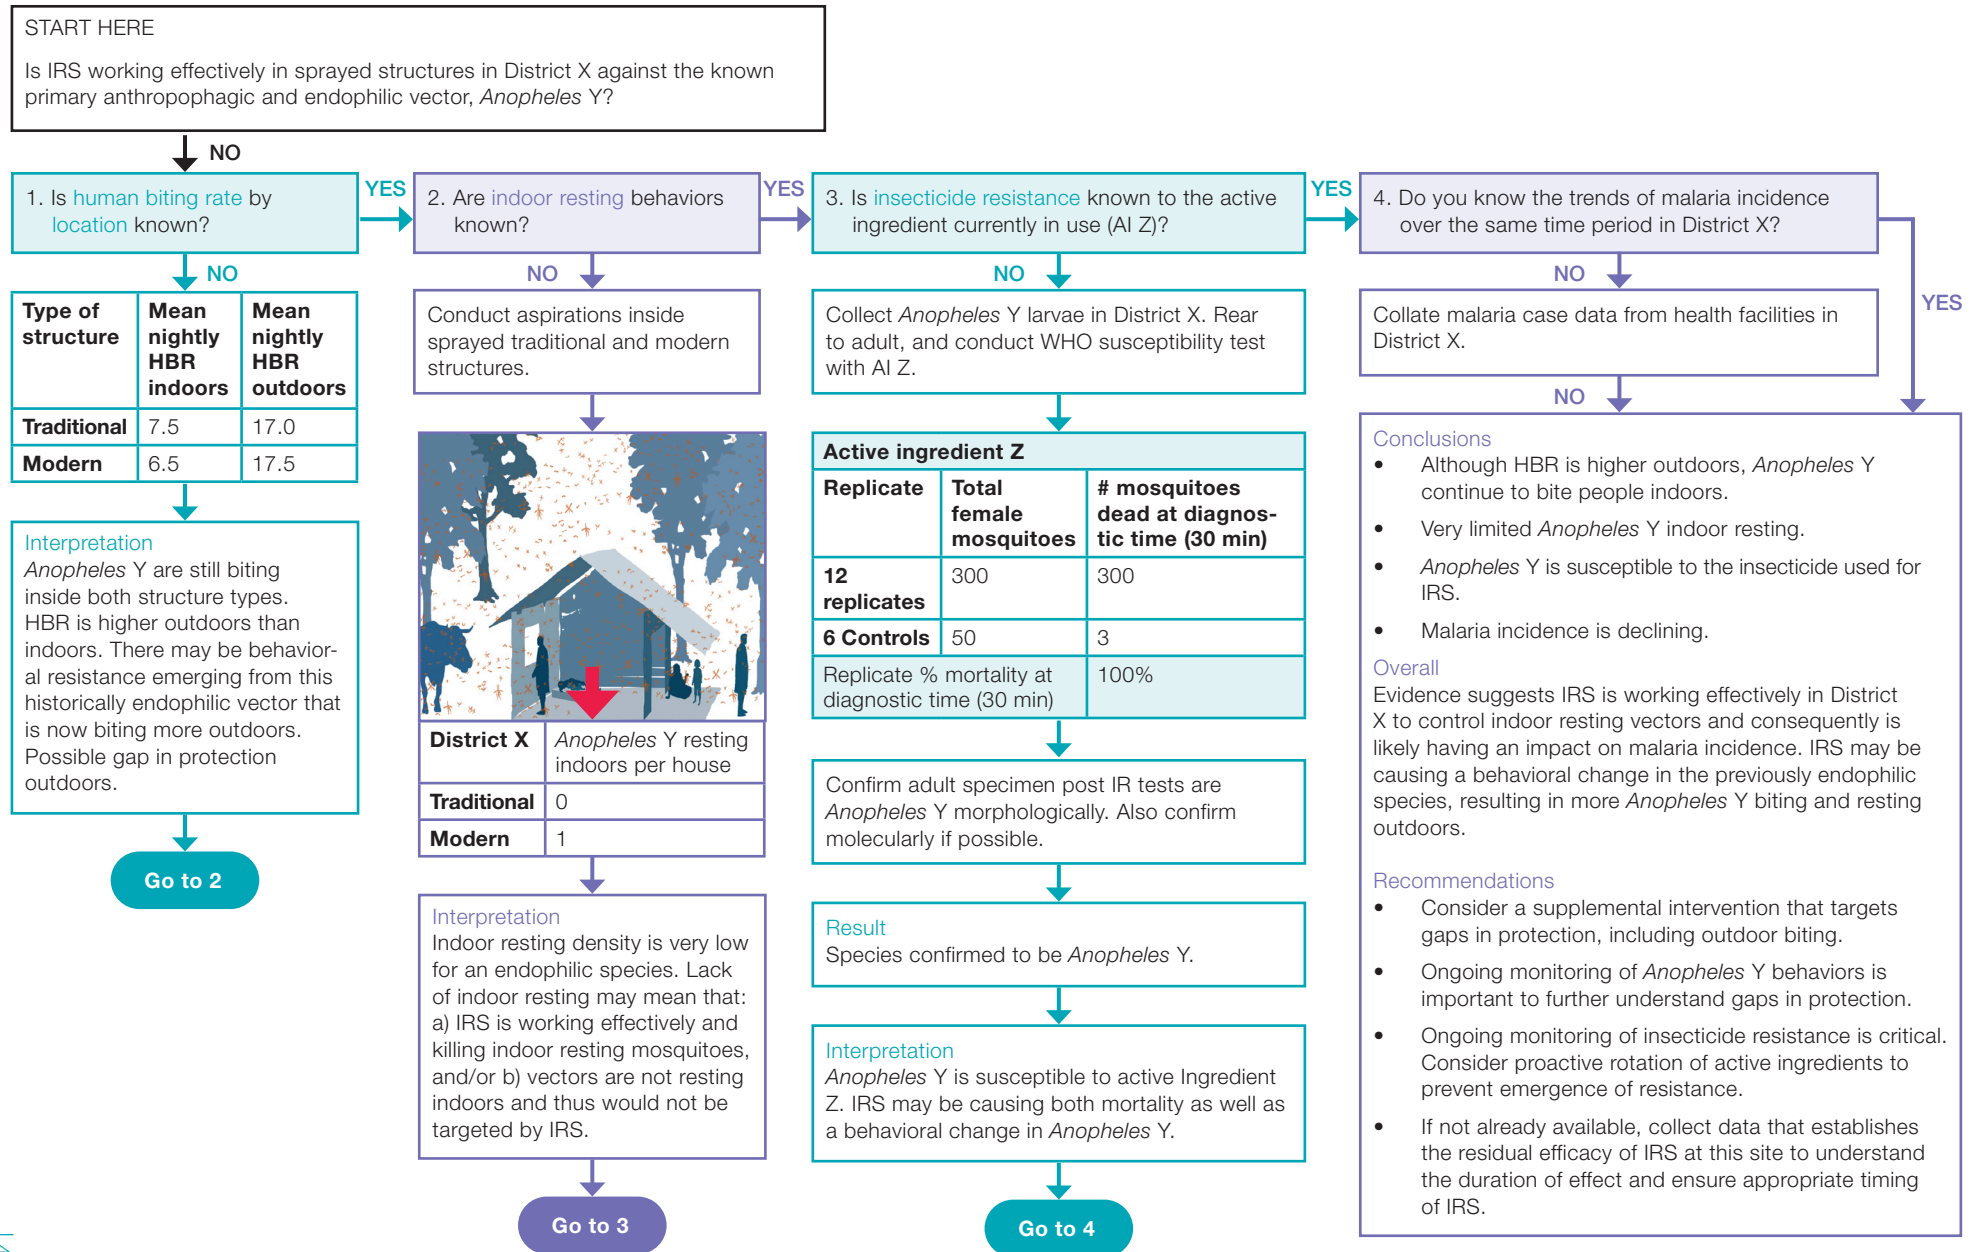 START HERE
Is IRS working effectively in sprayed structures in District X against the known
primary anthropophagic and endophilic vector, Anopheles Y?
NO
1. Is human biting rate by
location known?
YES
NO
Type of
structure
Mean
nightly
HBR
indoors
Mean
nightly
HBR
outdoors
Traditional 7.5 17.0
Modern 6.5 17.5
Interpretation
Anopheles Y are still biting
inside both structure types.
HBR is higher outdoors than
indoors. There may be behavior-
al resistance emerging from this
historically endophilic vector that
is now biting more outdoors.
Possible gap in protection
outdoors.
Go to 2
2. Are indoor resting behaviors
known?
YES
NO
Conduct aspirations inside
sprayed traditional and modern
structures.
District X
Anopheles Y resting
indoors per house
Traditional 0
Modern 1
Interpretation
Indoor resting density is very low
for an endophilic species. Lack
of indoor resting may mean that:
a) IRS is working effectively and
killing indoor resting mosquitoes,
and/or b) vectors are not resting
indoors and thus would not be
targeted by IRS.
Go to 3
3. Is insecticide resistance known to the active
ingredient currently in use (AI Z)?
YES
NO
Collect Anopheles Y larvae in District X. Rear
to adult, and conduct WHO susceptibility test
with AI Z.
Active ingredient Z
Replicate
Total
female
mosquitoes
# mosquitoes
dead at diagnos-
tic time (30 min)
12
replicates
300 300
6 Controls 50 3
Replicate % mortality at
diagnostic time (30 min)
100%
Confirm adult specimen post IR tests are
Anopheles Y morphologically. Also confirm
molecularly if possible.
Result
Species confirmed to be Anopheles Y.
Interpretation
Anopheles Y is susceptible to active Ingredient
Z. IRS may be causing both mortality as well as
a behavioral change in Anopheles Y.
Go to 4
4. Do you know the trends of malaria incidence
over the same time period in District X?
NO
YES
Collate malaria case data from health facilities in
District X.
NO
Conclusions
• Although HBR is higher outdoors, Anopheles Y
continue to bite people indoors.
• Very limited Anopheles Y indoor resting.
• Anopheles Y is susceptible to the insecticide used for
IRS.
• Malaria incidence is declining.
Overall
Evidence suggests IRS is working effectively in District
X to control indoor resting vectors and consequently is
likely having an impact on malaria incidence. IRS may be
causing a behavioral change in the previously endophilic
species, resulting in more Anopheles Y biting and resting
outdoors.
Recommendations
• Consider a supplemental intervention that targets
gaps in protection, including outdoor biting.
• Ongoing monitoring of Anopheles Y behaviors is
important to further understand gaps in protection.
• Ongoing monitoring of insecticide resistance is critical.
Consider proactive rotation of active ingredients to
prevent emergence of resistance.
• If not already available, collect data that establishes
the residual efficacy of IRS at this site to understand
the duration of effect and ensure appropriate timing
of IRS.